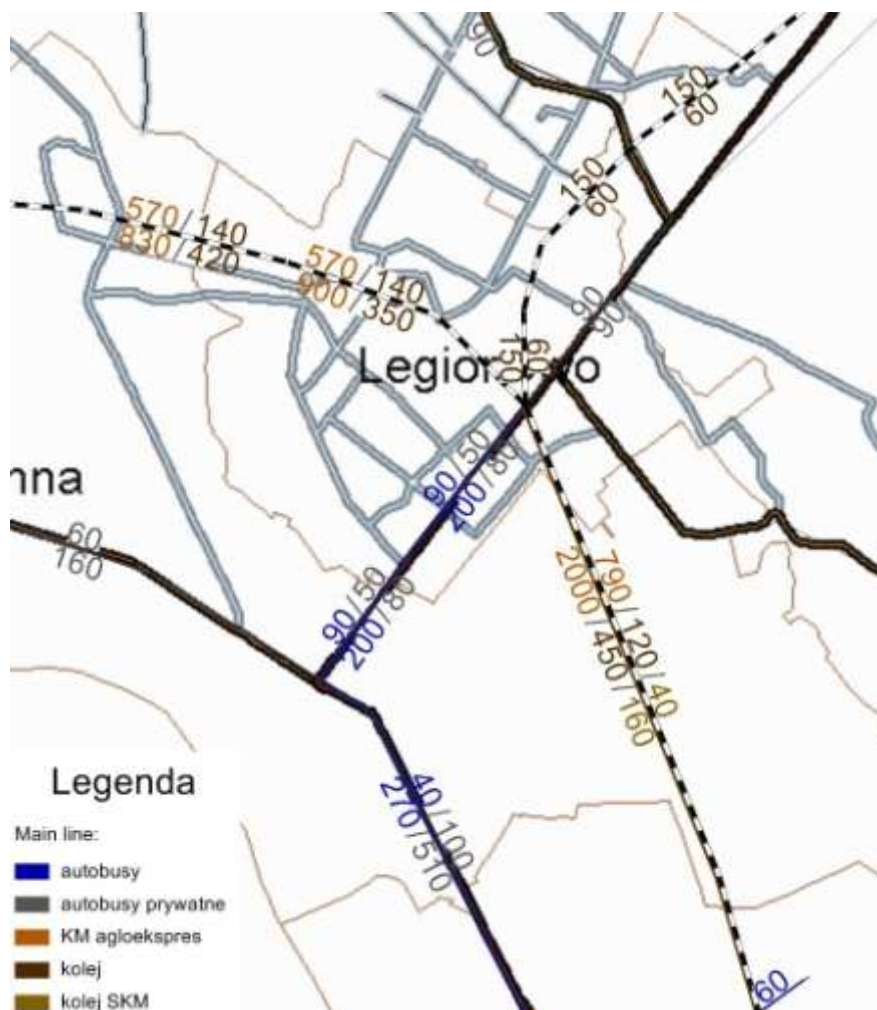 90
150
60
150
60
570/140
830/420
570/140
900/350
90
90
60
150
Legionowo
90/50
200/80
nna
60
160
90/50
200/80
790/120/40
2000/450/160
40/100
270/510
60
Legenda
Main line:
autobusy
autobusy prywatne
KM agloekspres
kolej
kolej SKM